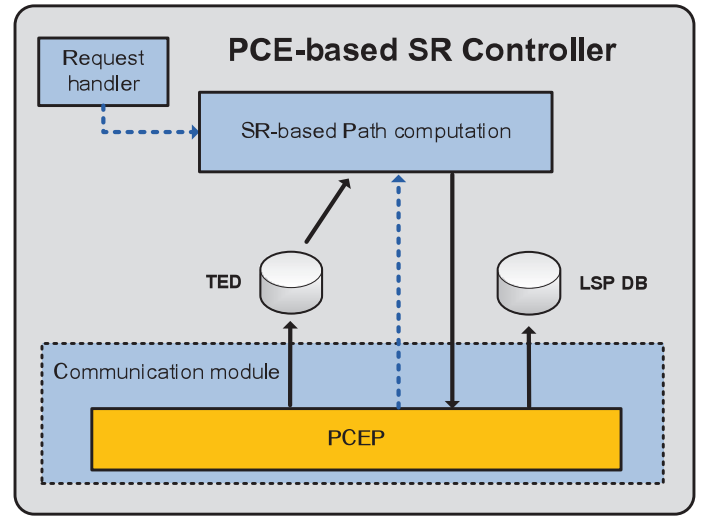 PCE-based SR Controller
Request
handler
SR-based Path computation
TED
LSP DB
Communication module
PCEP